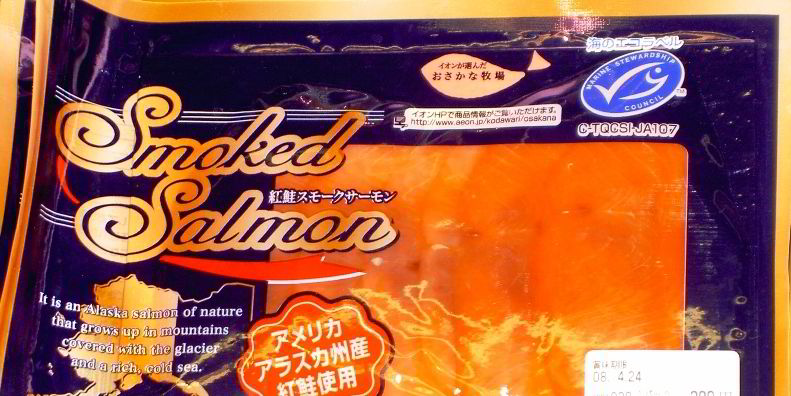 海のエコラベル
MARINE STEWARDSHIP COUNCIL
TM
C-TQCSI-JA107
イオンが選んだ
おさかな牧場
イオンHPで商品情報がご覧いただけます。
http://www.aeon.jp/kodawari/osakana
Smoked
紅鮭スモークサーモン
Salmon
It is an Alaska salmon of nature
that grows up in mountains
covered with the glacier
and a rich, cold sea.
アメリカ
アラスカ州産
紅鮭使用
賞味期限
08. 4.24